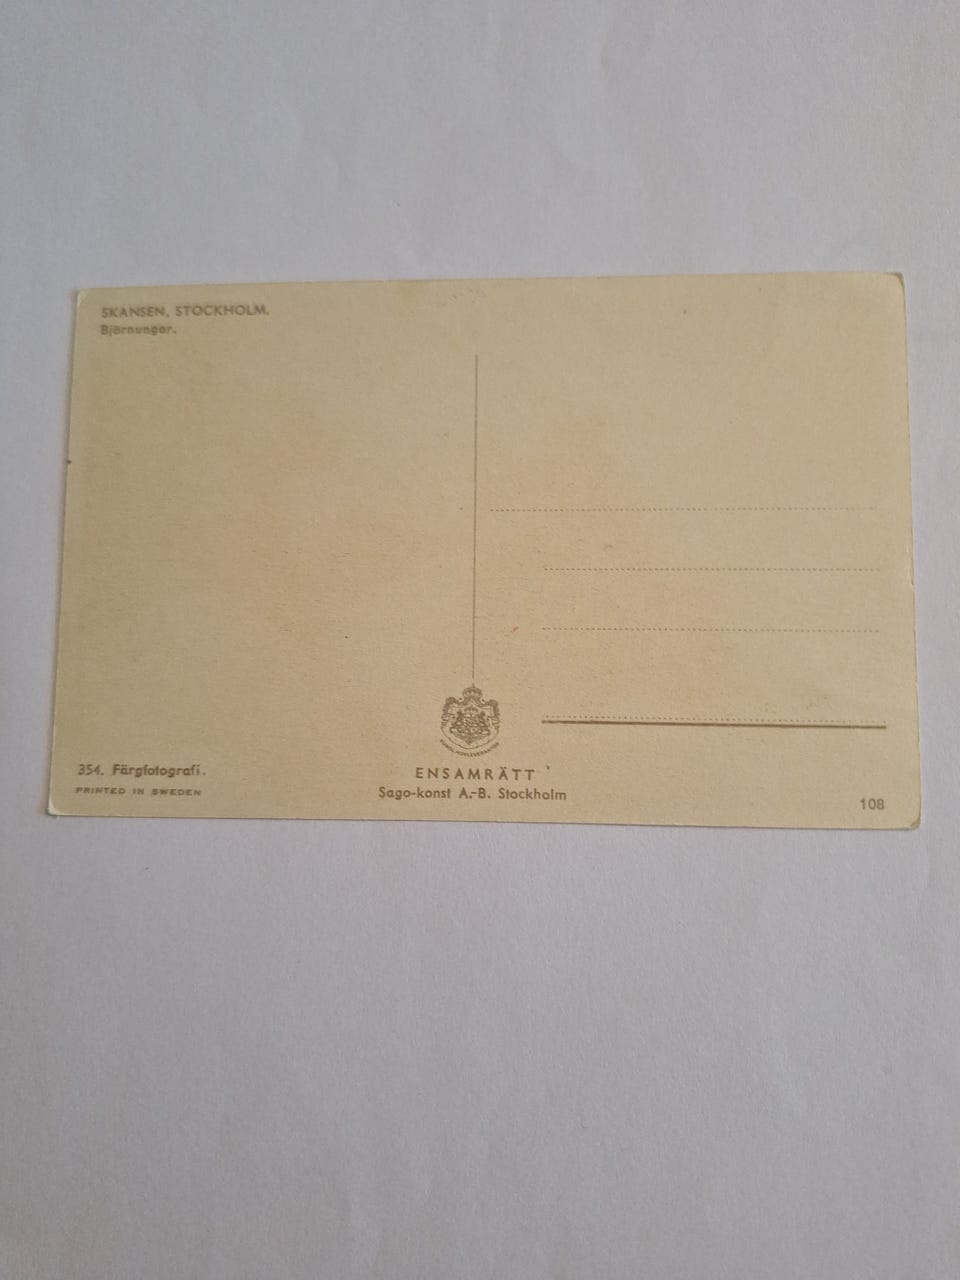 SKANSEN, STOCKHOLM.
Björnungar.
354. Färgfotografi.
PRINTED IN SWEDEN
ENSAMRÄTT
Sago-konst A.-B. Stockholm
108